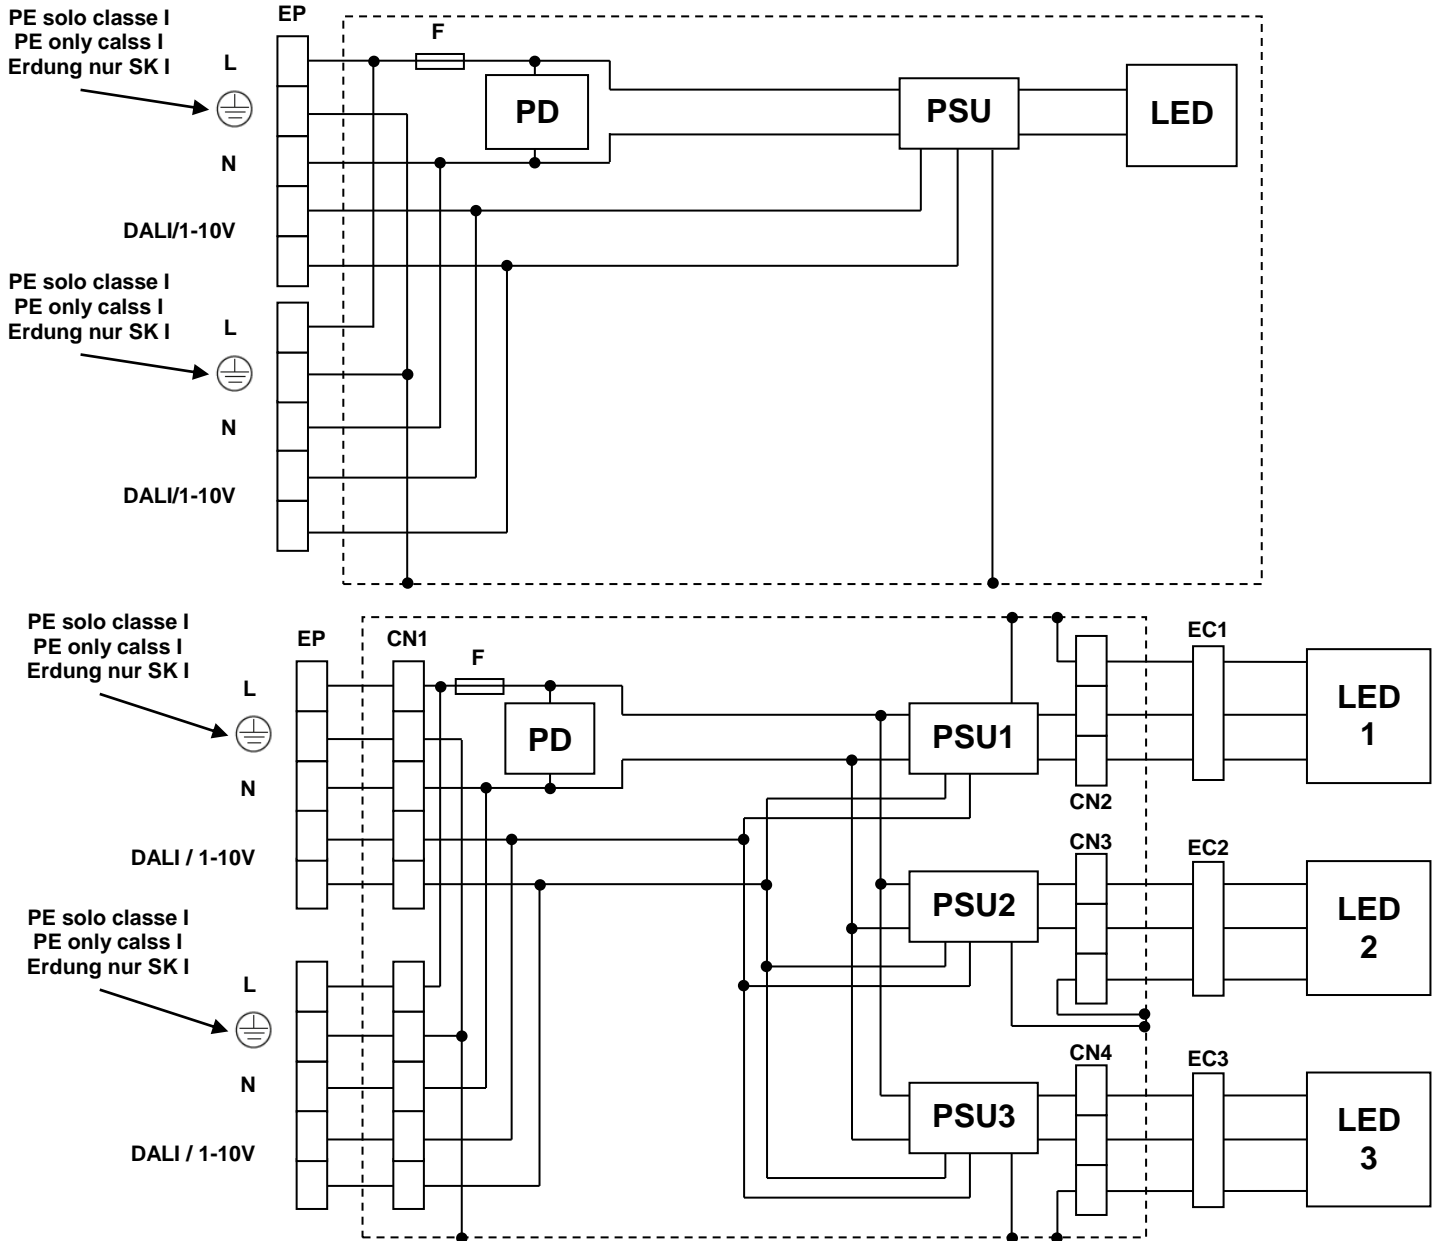 PE solo classe I
PE only calss I
Erdung nur SK I
EP
F
L
PD
PSU
LED
N
DALI/1-10V
PE solo classe I
PE only calss I
Erdung nur SK I
L
N
DALI/1-10V
PE solo classe I
PE only calss I
Erdung nur SK I
EP
CN1
F
EC1
L
PD
PSU1
LED
1
N
CN2
DALI / 1-10V
CN3
EC2
PSU2
LED
2
PE solo classe I
PE only calss I
Erdung nur SK I
L
N
CN4
EC3
PSU3
LED
3
DALI / 1-10V